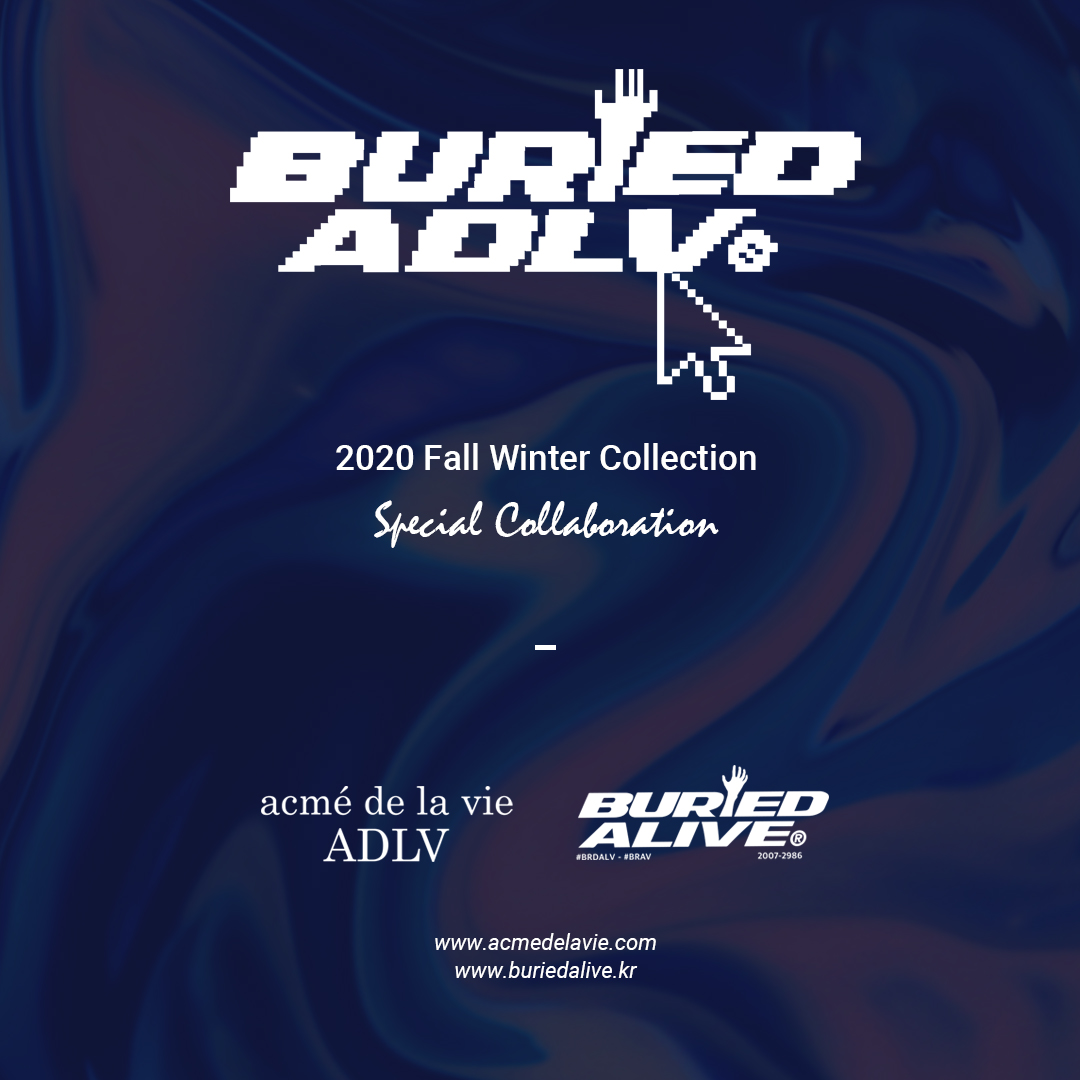 BURIED
ADLV®
2020 Fall Winter Collection
Special Collaboration
–
acmé de la vie
ADLV
BURIED
ALIVE®
#BRDALV - #BRAV 2007-2986
www.acmedelavie.com
www.buriedalive.kr